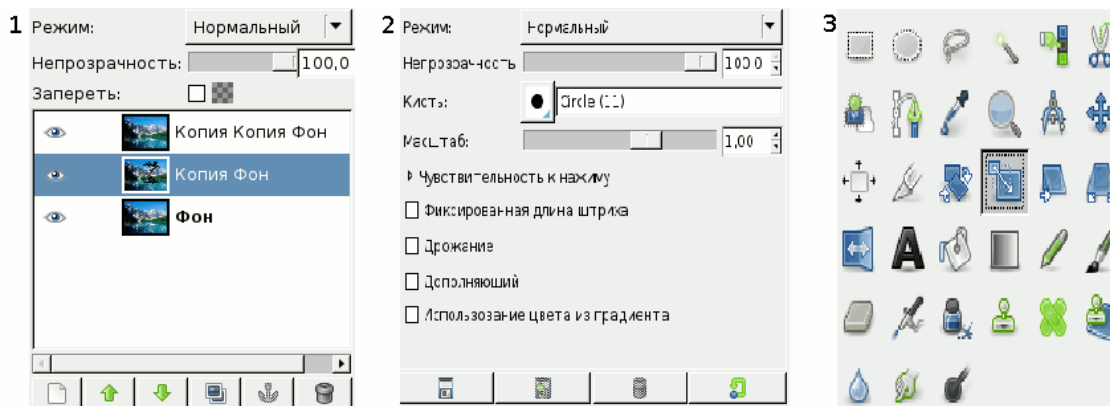 1
Режим: Нормальный
Непрозрачность: 100,0
Запереть:
Копия Копия Фон
Копия Фон
Фон
2
Режим: Нормальный
Непрозрачность 100 0
Кисть: Circle (11)
Масштаб: 1,00
Чувствительность к нажиму
Фиксированная длина штриха
Дрожание
Дополняющий
Использование цвета из градиента
3